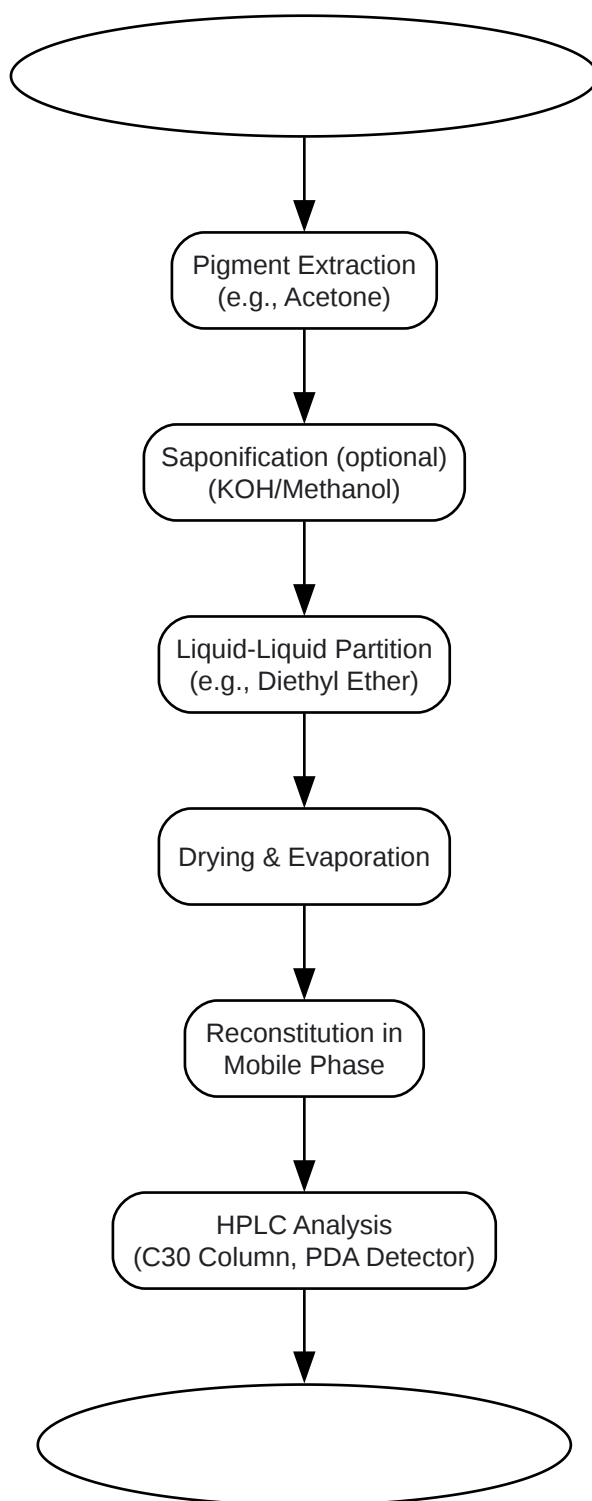 Pigment Extraction
(e.g., Acetone)
Saponification (optional)
(KOH/Methanol)
Liquid-Liquid Partition
(e.g., Diethyl Ether)
Drying & Evaporation
Reconstitution in
Mobile Phase
HPLC Analysis
(C30 Column, PDA Detector)